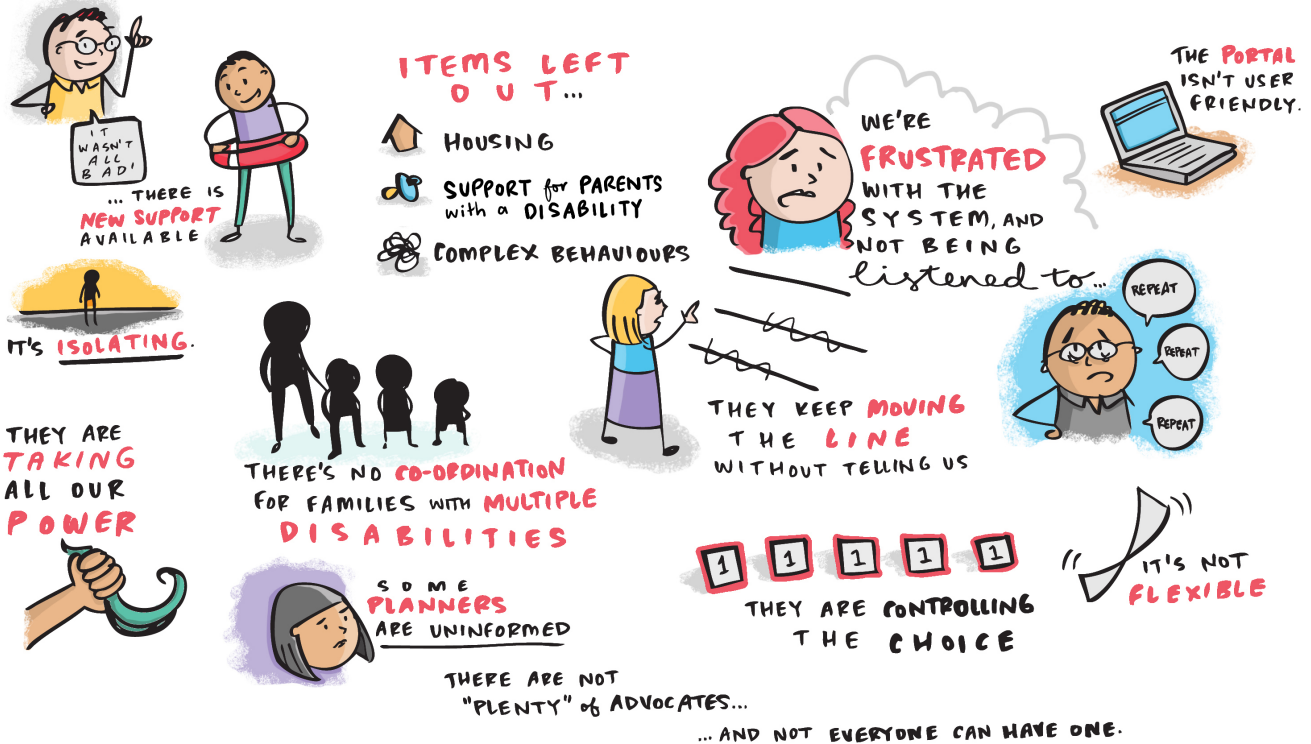 IT
WASN'T
ALL
BAD'
... THERE IS
NEW SUPPORT
AVAILABLE
ITEMS LEFT
OUT...
HOUSING
SUPPORT for PARENTS
with a DISABILITY
COMPLEX BEHAVIOURS
WE'RE
FRUSTRATED
WITH THE
SYSTEM, AND
NOT BEING
listened to...
THE PORTAL
ISN'T USER
FRIENDLY.
IT'S ISOLATING.
REPEAT
REPEAT
REPEAT
THEY ARE
TAKING
ALL OUR
POWER
THERE'S NO CO-ORDINATION
FOR FAMILIES WITH MULTIPLE
DISABILITIES
THEY KEEP MOVING
THE LINE
WITHOUT TELLING US
SOME
PLANNERS
ARE UNINFORMED
1 1 1 1 1
THEY ARE CONTROLLING
THE CHOICE
IT'S NOT
FLEXIBLE
THERE ARE NOT
"PLENTY" of ADVOCATES...
... AND NOT EVERYONE CAN HAVE ONE.